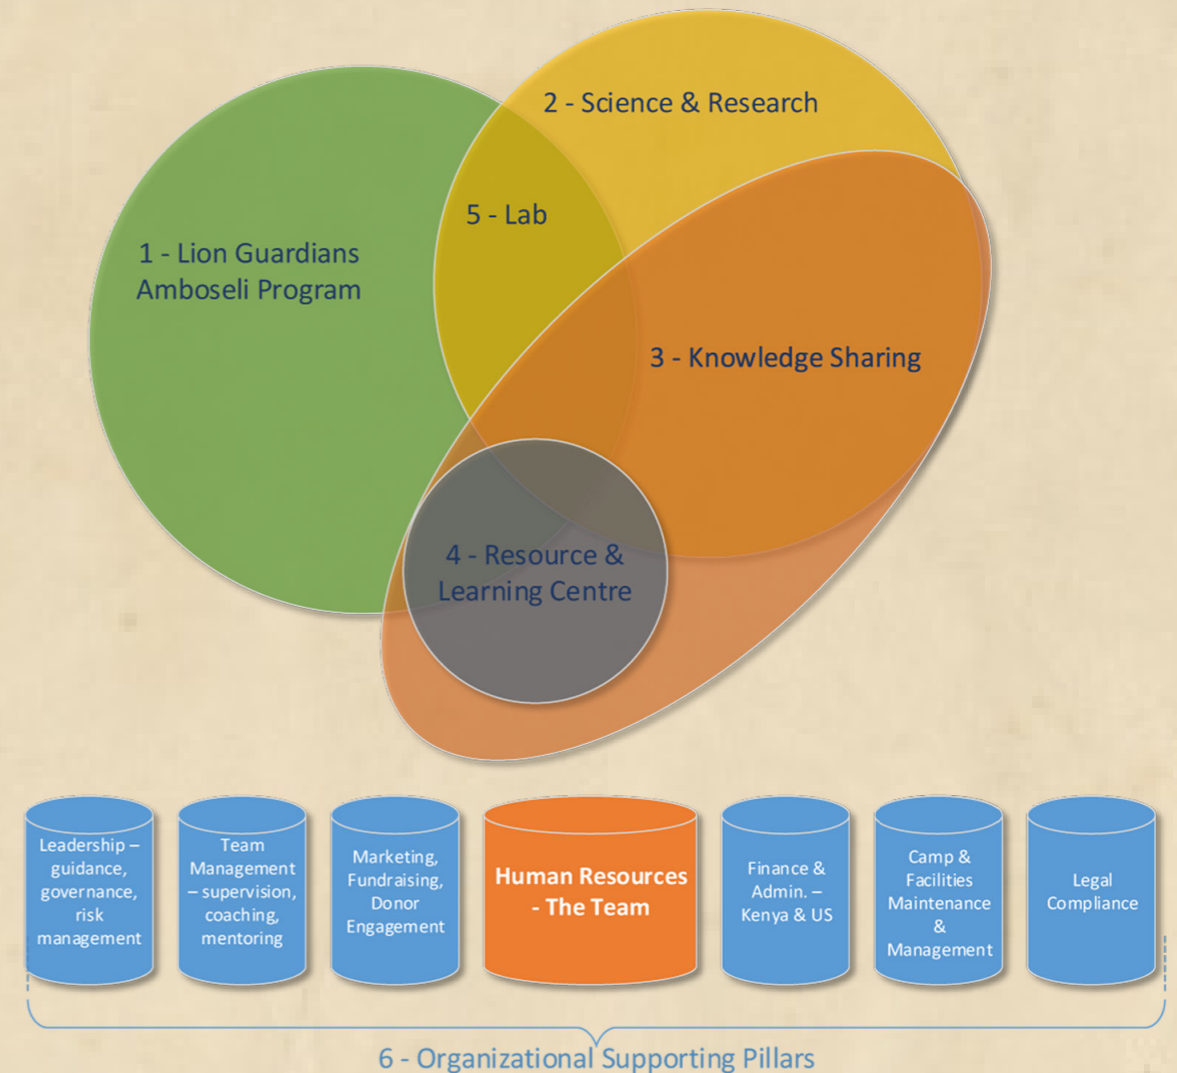 2 - Science & Research
5 - Lab
1 - Lion Guardians
Amboseli Program
3 - Knowledge Sharing
4 - Resource &
Learning Centre
Leadership –
guidance,
governance,
risk
management
Team
Management
– supervision,
coaching,
mentoring
Marketing,
Fundraising,
Donor
Engagement
Human Resources
- The Team
Finance &
Admin. –
Kenya & US
Camp &
Facilities
Maintenance
&
Management
Legal
Compliance
6 - Organizational Supporting Pillars